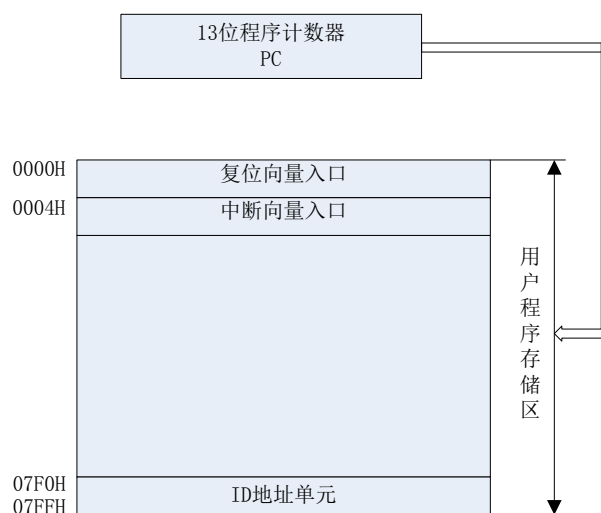 13位程序计数器
PC
0000H
复位向量入口
0004H
中断向量入口
用户程序存储区
07F0H
ID地址单元
07FFH